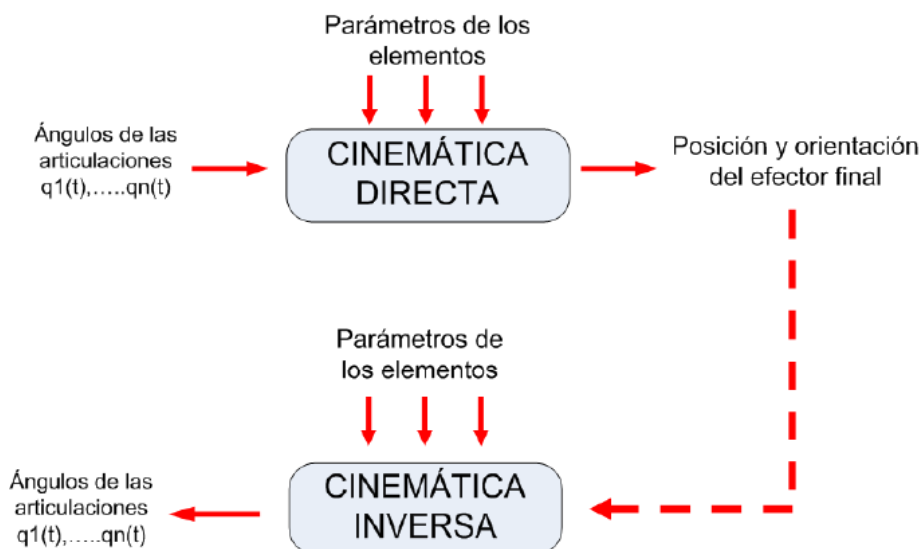 Parámetros de los
elementos
Ángulos de las
articulaciones
q1(t),.....qn(t)
CINEMÁTICA
DIRECTA
Posición y orientación
del efector final
Parámetros de
los elementos
CINEMÁTICA
INVERSA
Ángulos de las
articulaciones
q1(t),.....qn(t)